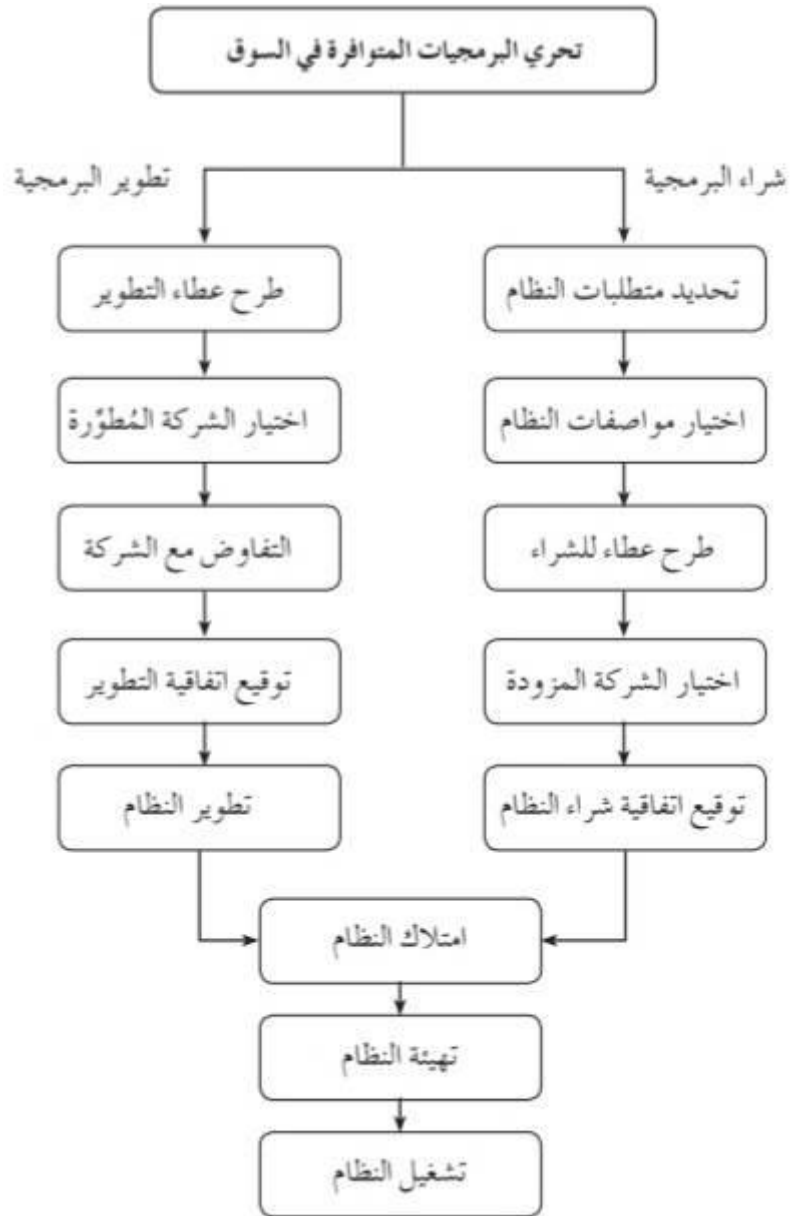 تحري البرمجيات المتوافرة في السوق
شراء البرمجية
تطوير البرمجية
تحديد متطلبات النظام
طرح عطاء التطوير
اختيار مواصفات النظام
اختيار الشركة المُطوِّرة
طرح عطاء للشراء
التفاوض مع الشركة
اختيار الشركة المزودة
توقيع اتفاقية التطوير
توقيع اتفاقية شراء النظام
تطوير النظام
امتلاك النظام
تهيئة النظام
تشغيل النظام